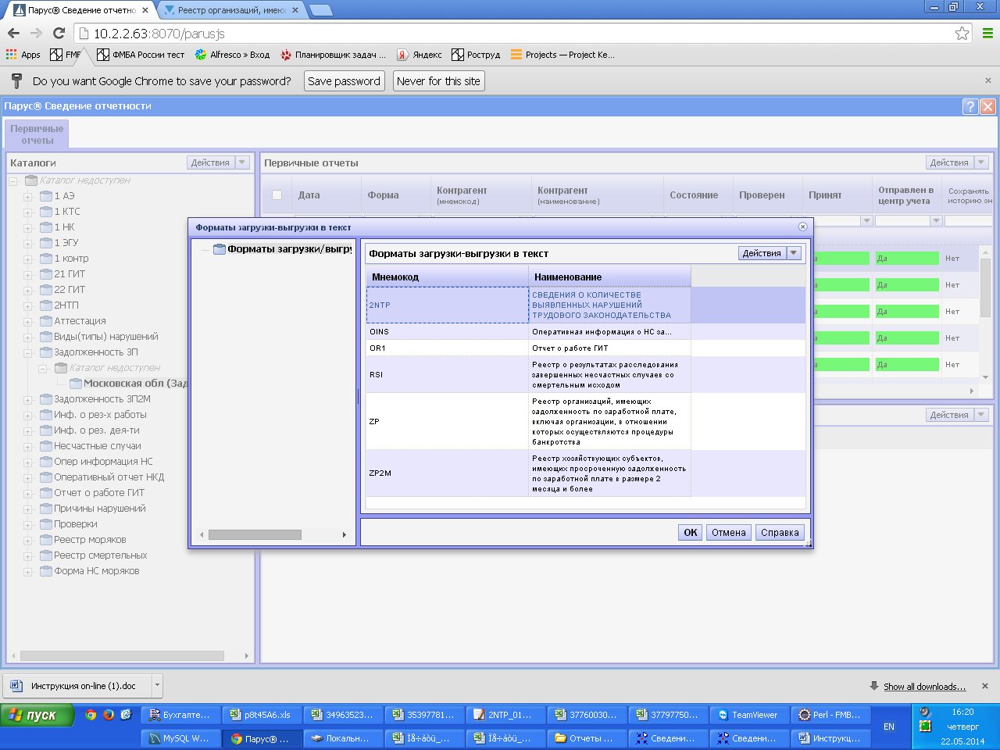 Парус® Сведение отчетно
Реестр организаций, имею
10.2.2.63:8070/parusjs
Apps
FMB
ФМБА России тест
Alfresco » Вход
Планировщик задач ...
Яндекс
Роструд
Projects — Project Ke...
Do you want Google Chrome to save your password?
Save password
Never for this site
Парус® Сведение отчетности
Первичные
отчеты
Каталоги
Действия
Каталог недоступен
1 АЭ
1 КТС
1 НК
1 ЭГУ
1 контр
21 ГИТ
22 ГИТ
2НТП
Аттестация
Виды(типы) нарушений
Задолженность ЗП
Каталог недоступен
Московская обл (Зад
Задолженность ЗП2М
Инф. о рез-х работы
Инф. о рез. дея-ти
Несчастные случаи
Опер информация НС
Оперативный отчет НКД
Отчет о работе ГИТ
Причины нарушений
Проверки
Реестр моряков
Реестр смертельных
Форма НС моряков
Первичные отчеты
Действия
Дата
Форма
Контрагент
(мнемокод)
Контрагент
(наименование)
Состояние
Проверен
Принят
Отправлен в
центр учета
Сохранять
историю зн
а Да Нет
Да Нет
Да Нет
Да Нет
Да Нет
Действия
Форматы загрузки-выгрузки в текст
Форматы загрузки/выгру
Форматы загрузки-выгрузки в текст
Действия
Мнемокод
Наименование
2NTP
СВЕДЕНИЯ О КОЛИЧЕСТВЕ
ВЫЯВЛЕННЫХ НАРУШЕНИЙ
ТРУДОВОГО ЗАКОНОДАТЕЛЬСТВА
OINS
Оперативная информация о НС за...
OR1
Отчет о работе ГИТ
RSI
Реестр о результатах расследования
завершенных несчастных случаев со
смертельным исходом
ZP
Реестр организаций, имеющих
задолженность по заработной плате,
включая организации, в отношении
которых осуществляются процедуры
банкротства
ZP2M
Реестр хозяйствующих субъектов,
имеющих просроченную задолженность
по заработной плате в размере 2
месяца и более
OK
Отмена
Справка
Инструкция on-line (1).doc
Show all downloads...
пуск
Бухгалте...
p8t45A6.xls
34963523...
35397781...
2NTP_01...
37760030...
37797750...
TeamViewer
Perl - FMB...
MySQL W...
Парус® ...
Локальн...
Ïå÷àòü_...
Ïå÷àòü_...
Отчеты ...
Сведени...
Сведени...
Инструкц...
EN
16:20
четверг
22.05.2014